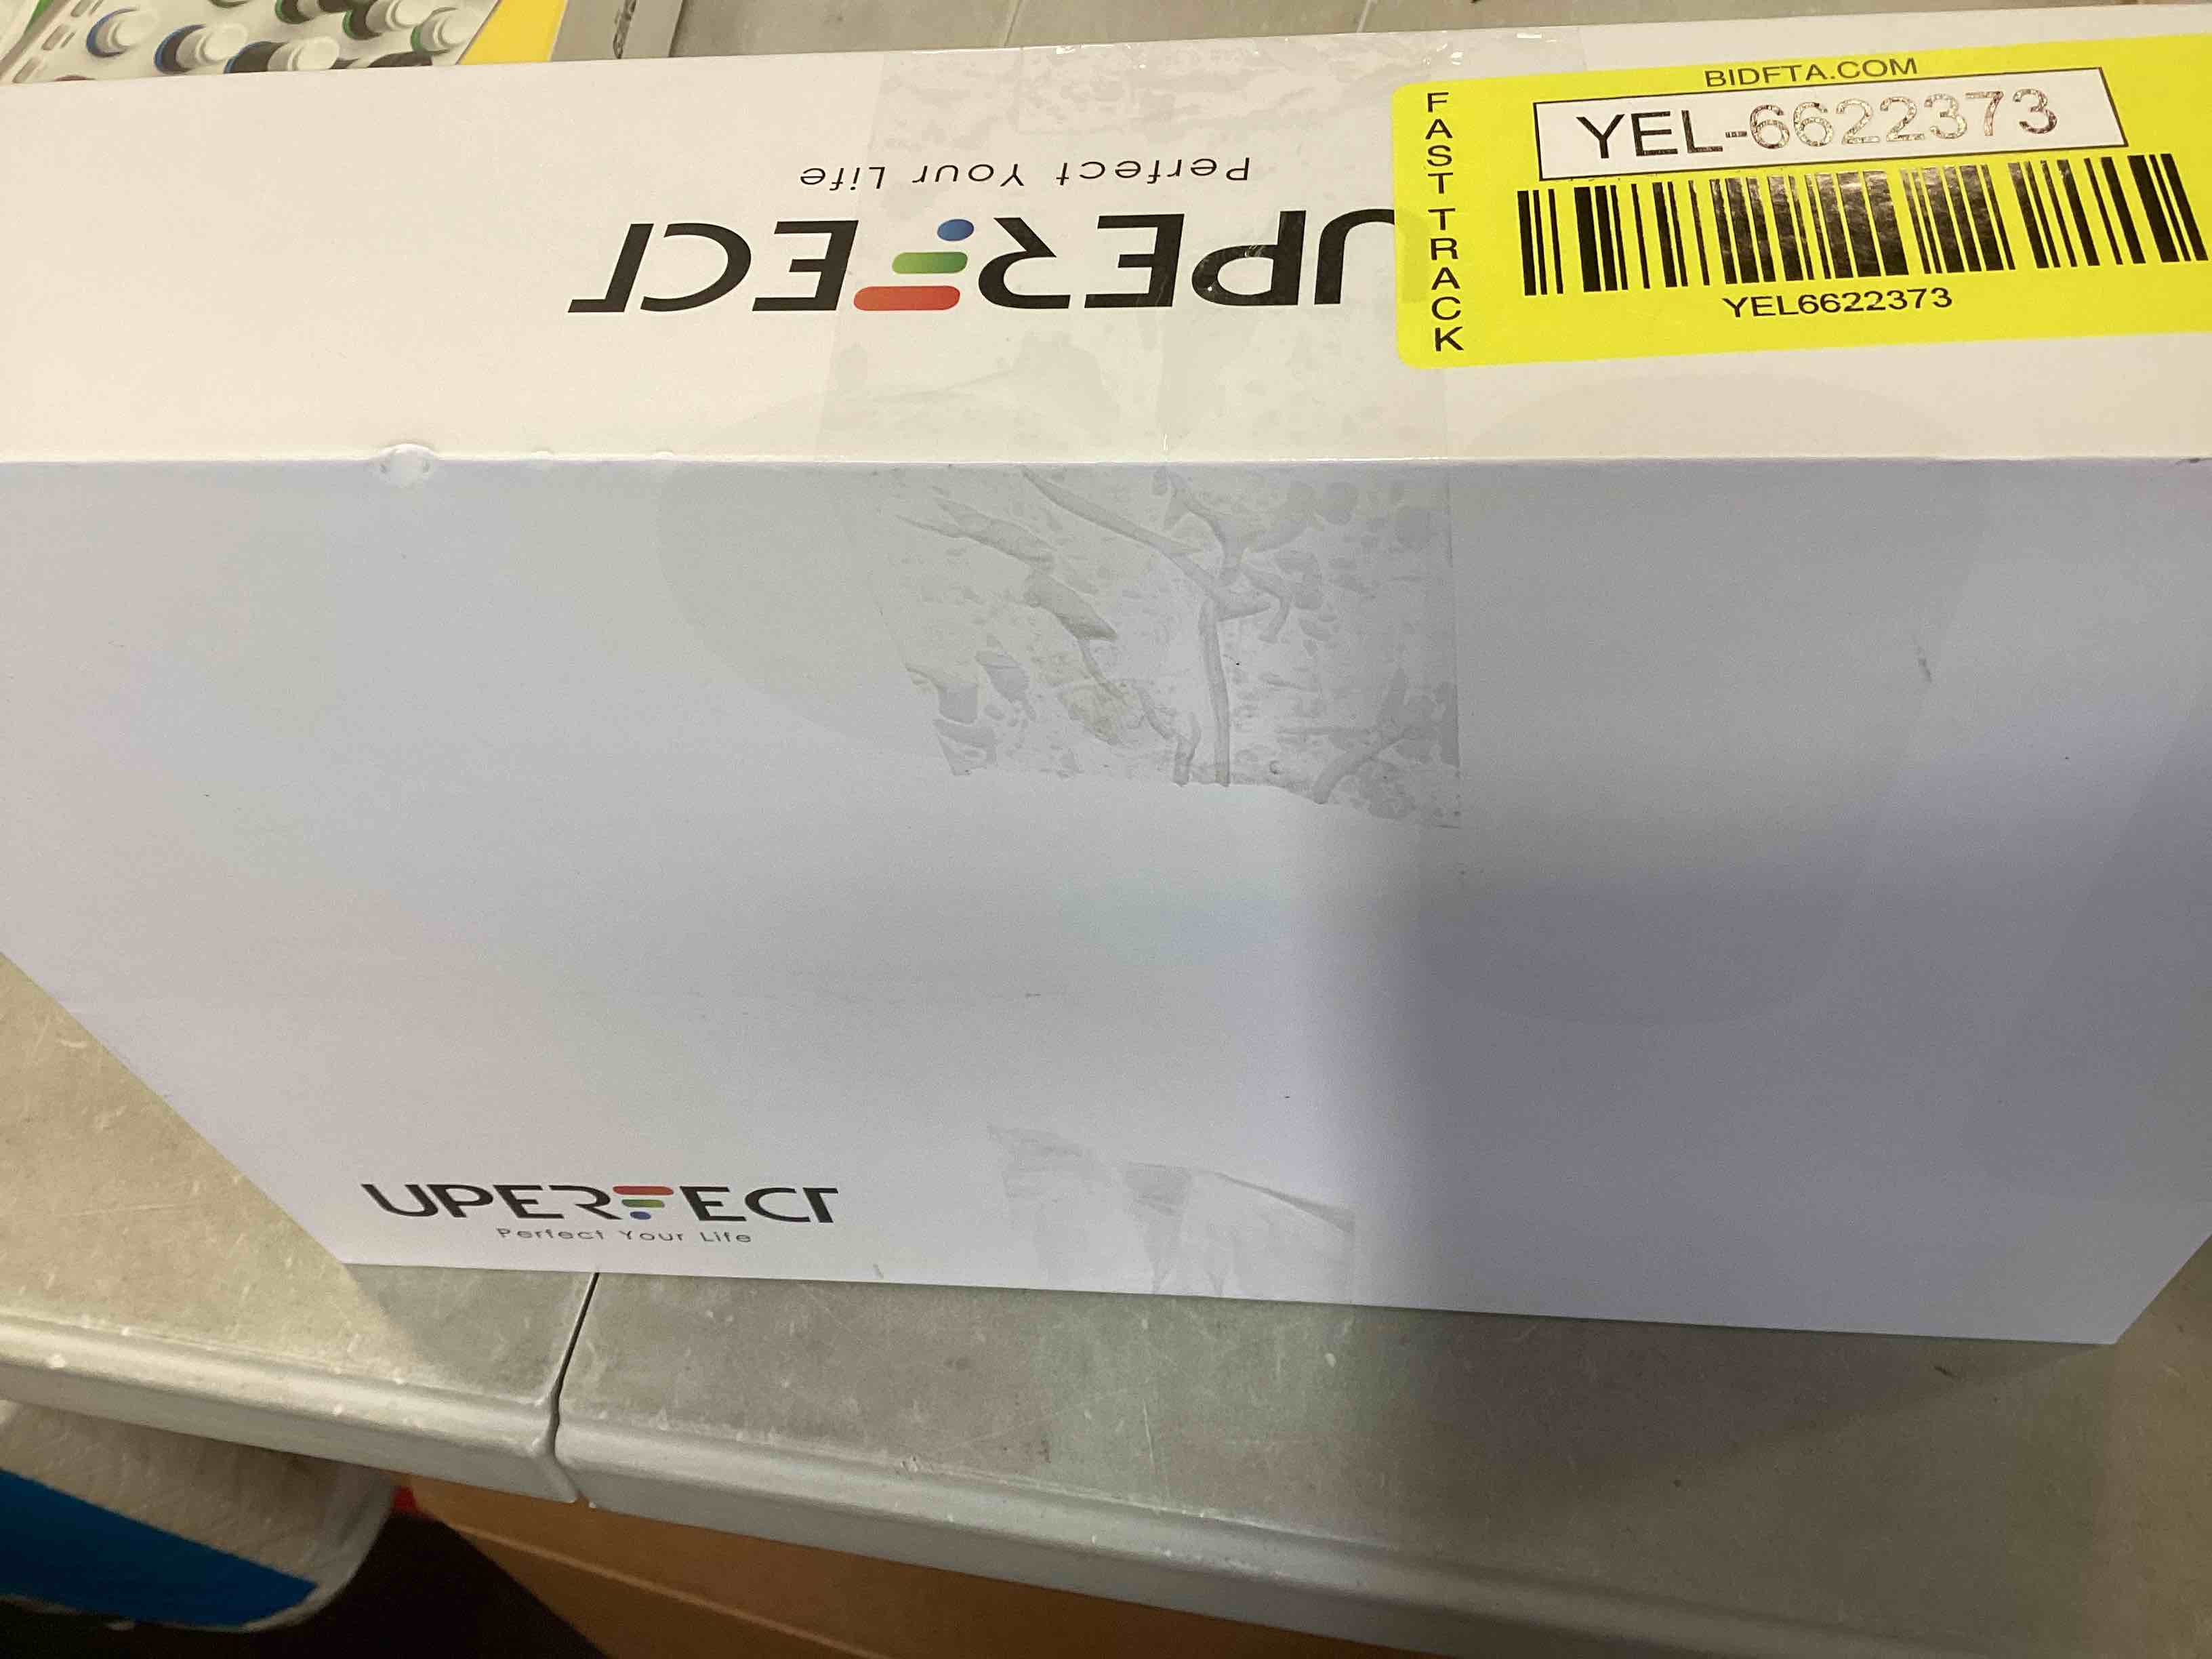 BIDFTA.COM
YEL-6622373
FAST TRACK
YEL6622373
Perfect Your Life
UPERFECT
UPERFECT
Perfect Your Life